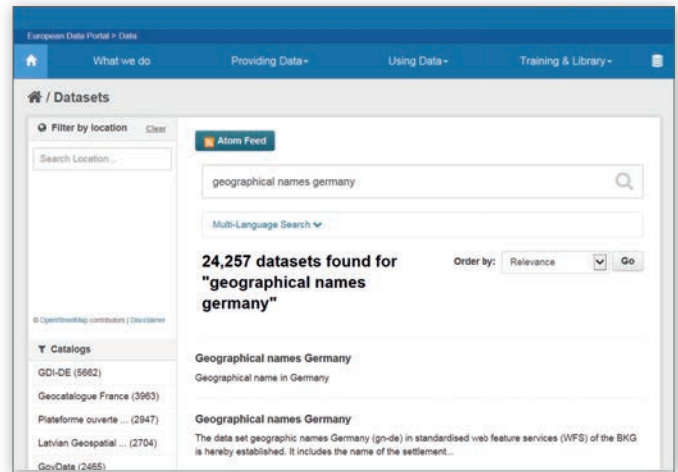 European Data Portal > Data
What we do
Providing Data
Using Data
Training & Library
/ Datasets
Filter by location Clear
Search Location...
© OpenStreetMap contributors | Disclaimer
Catalogs
GDI-DE (5662)
Geocatalogue France (3963)
Plateforme ouverte ... (2947)
Latvian Geospatial ... (2704)
GovData (2465)
Atom Feed
geographical names germany
Multi-Language Search
24,257 datasets found for
"geographical names
germany"
Order by: Relevance Go
Geographical names Germany
Geographical name in Germany
Geographical names Germany
The data set geographic names Germany (gn-de) in standardised web feature services (WFS) of the BKG
is hereby established. It includes the name of the settlement...